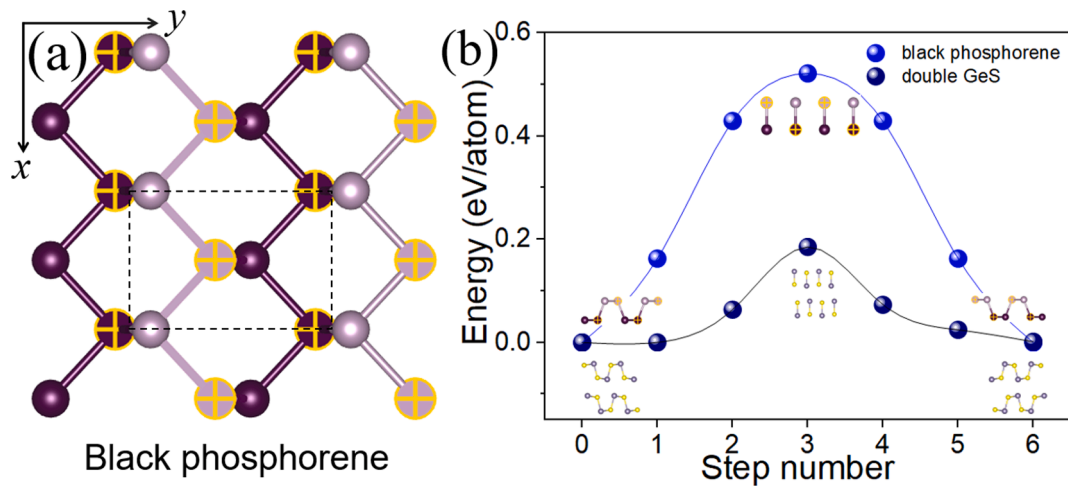 (a)
y
x
Black phosphorene
(b)
Energy (eV/atom)
0.6
0.4
0.2
0.0
black phosphorene
double GeS
0 1 2 3 4 5 6
Step number